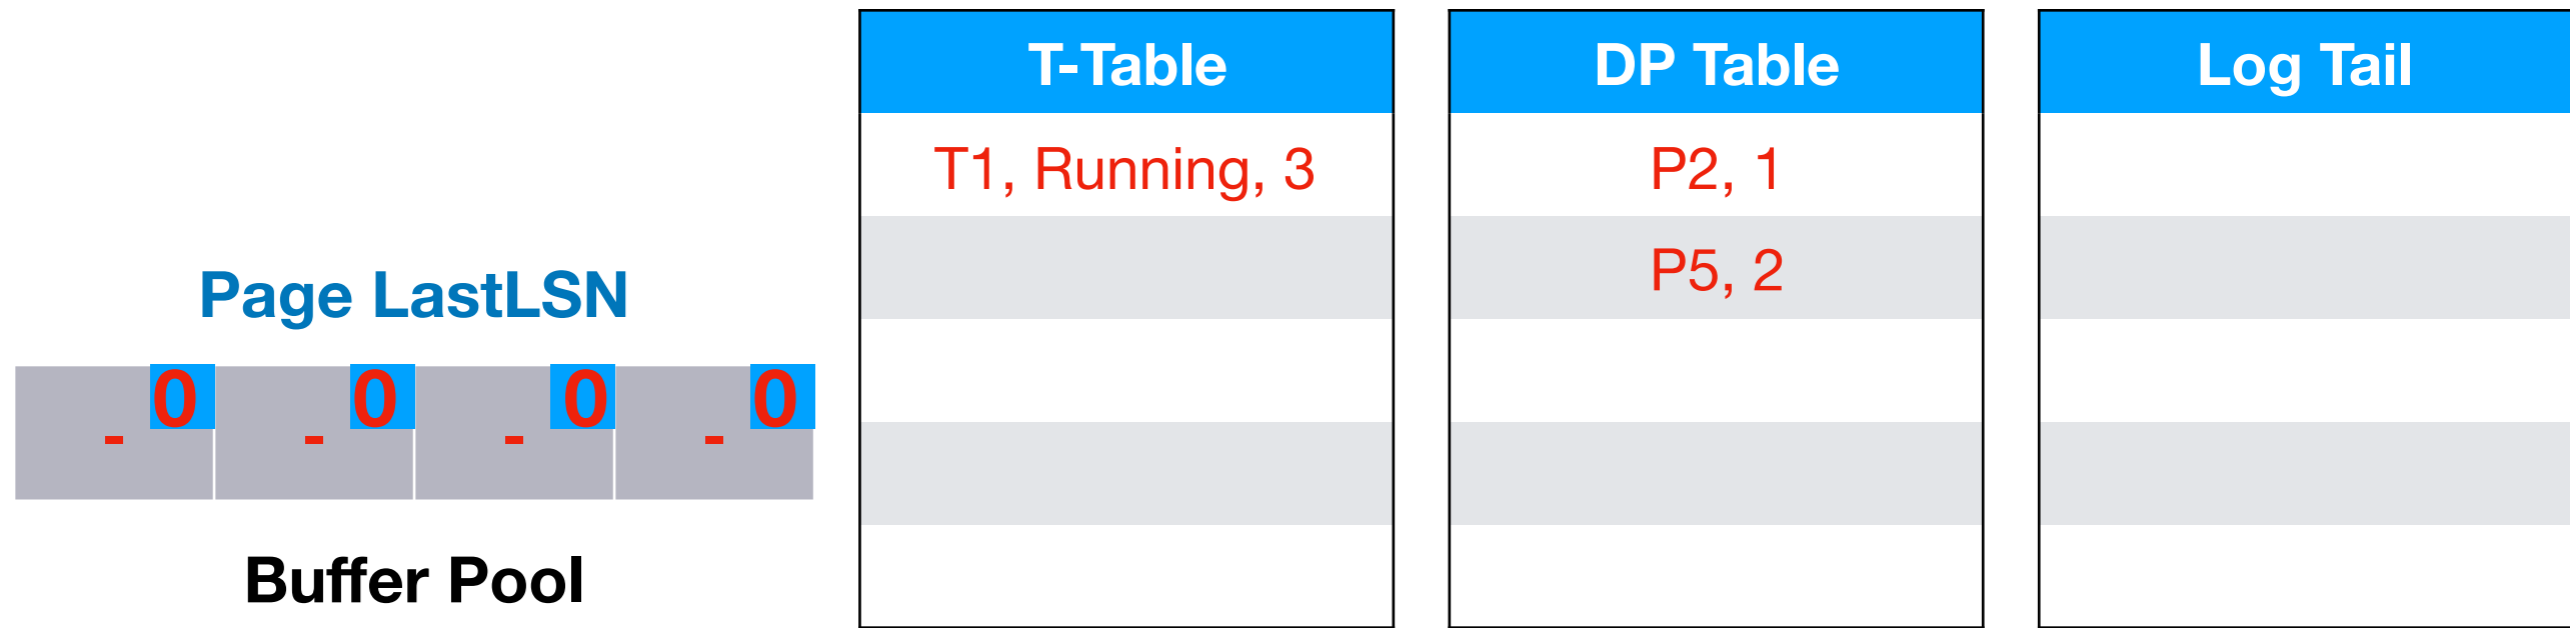 T-Table
DP Table
Log Tail
T1, Running, 3
P2, 1
P5, 2
Page LastLSN
0 0 0 0
- - - -
Buffer Pool